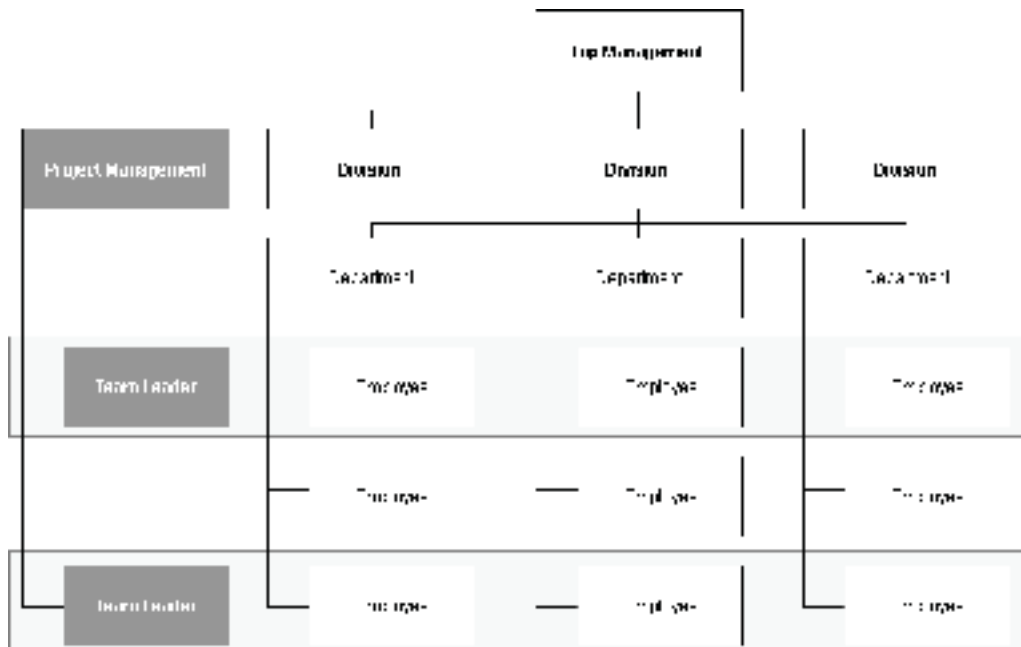 Top Management
Project Management
Division
Division
Division
Department
Department
Department
Team Leader
Employee
Employee
Employee
Employee
Employee
Employee
Team Leader
Employee
Employee
Employee